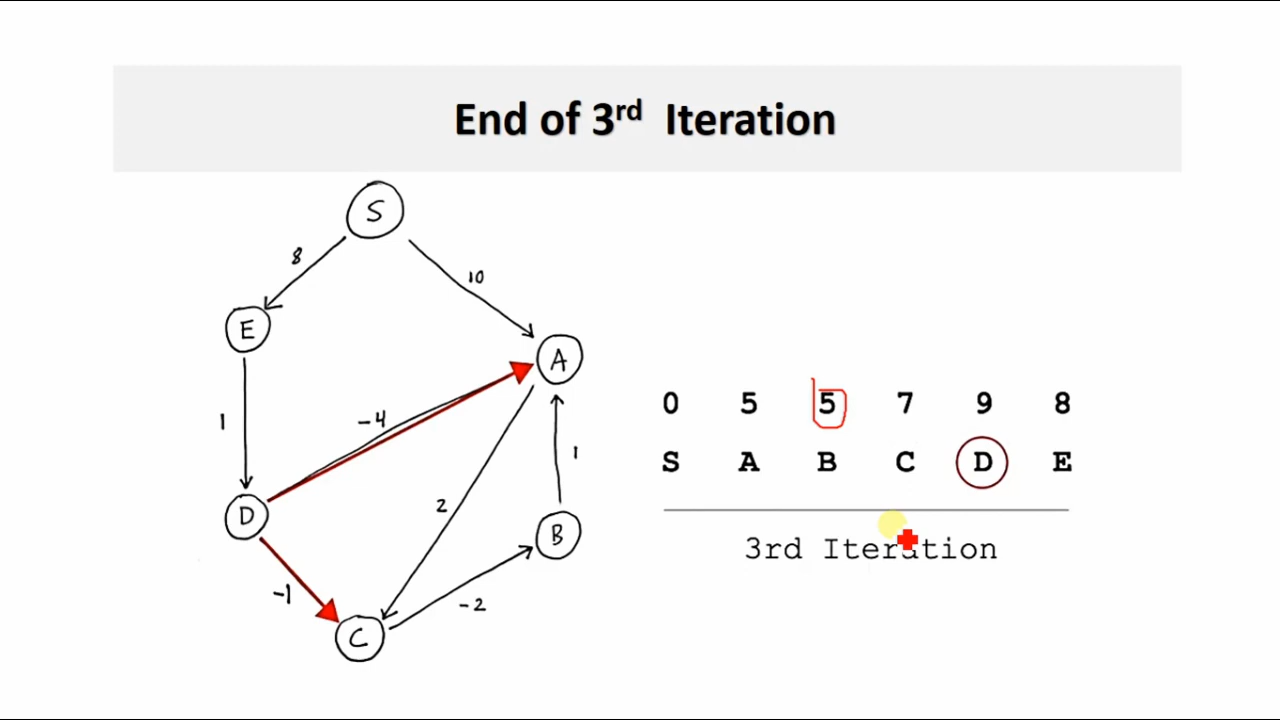 End of 3rd Iteration
S
8
10
E
A
-4
1
0 5 5 7 9 8
S A B C D E
2
1
D
B
3rd Iteration
-1
-2
C